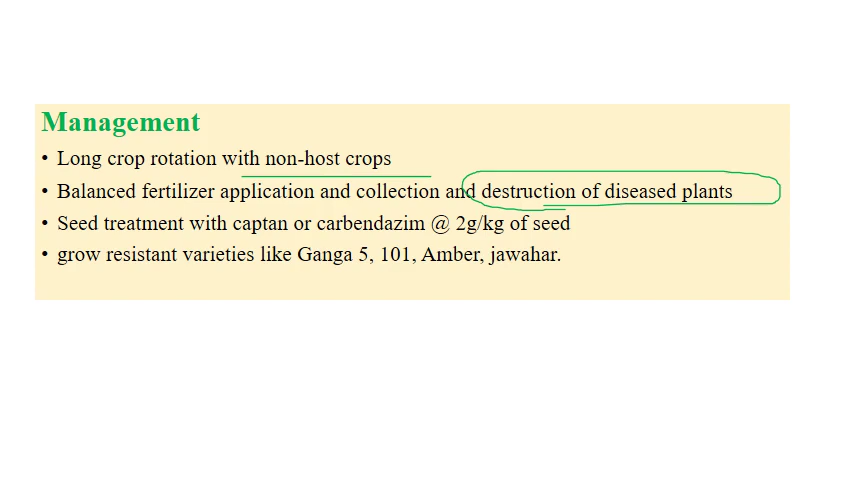 Management
• Long crop rotation with non-host crops
• Balanced fertilizer application and collection and destruction of diseased plants
• Seed treatment with captan or carbendazim @ 2g/kg of seed
• grow resistant varieties like Ganga 5, 101, Amber, jawahar.